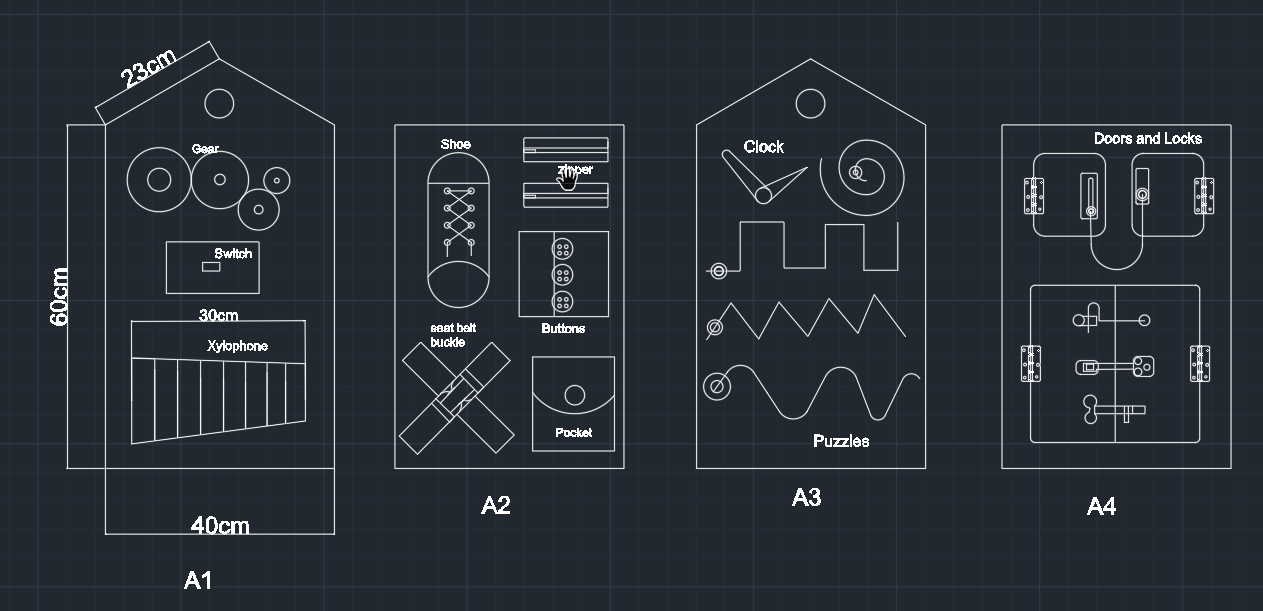 23cm
Gear
Switch
60cm
30cm
Xylophone
40cm
A1
Shoe
zipper
seat belt
buckle
Buttons
Pocket
A2
Clock
Puzzles
A3
Doors and Locks
A4